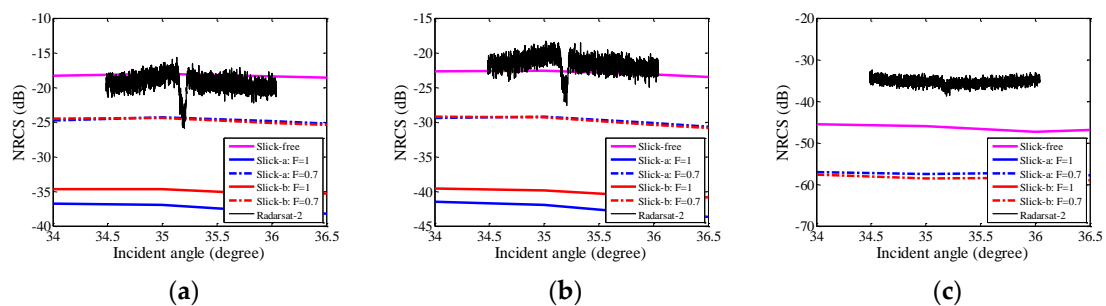 -10
-15
-20
-25
-30
-35
-40
NRCS (dB)
34 34.5 35 35.5 36 36.5
Incident angle (degree)
Slick-free
Slick-a: F=1
Slick-a: F=0.7
Slick-b: F=1
Slick-b: F=0.7
Radarsat-2
(a)
-15
-20
-25
-30
-35
-40
-45
NRCS (dB)
34 34.5 35 35.5 36 36.5
Incident angle (degree)
Slick-free
Slick-a: F=1
Slick-a: F=0.7
Slick-b: F=1
Slick-b: F=0.7
Radarsat-2
(b)
-20
-30
-40
-50
-60
-70
NRCS (dB)
34 34.5 35 35.5 36 36.5
Incident angle (degree)
Slick-free
Slick-a: F=1
Slick-a: F=0.7
Slick-b: F=1
Slick-b: F=0.7
Radarsat-2
(c)